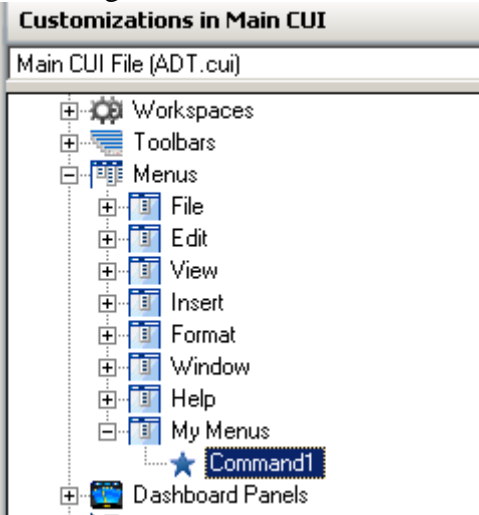 Customizations in Main CUI
Main CUI File (ADT.cui)
Workspaces
Toolbars
Menus
File
Edit
View
Insert
Format
Window
Help
My Menus
Command1
Dashboard Panels